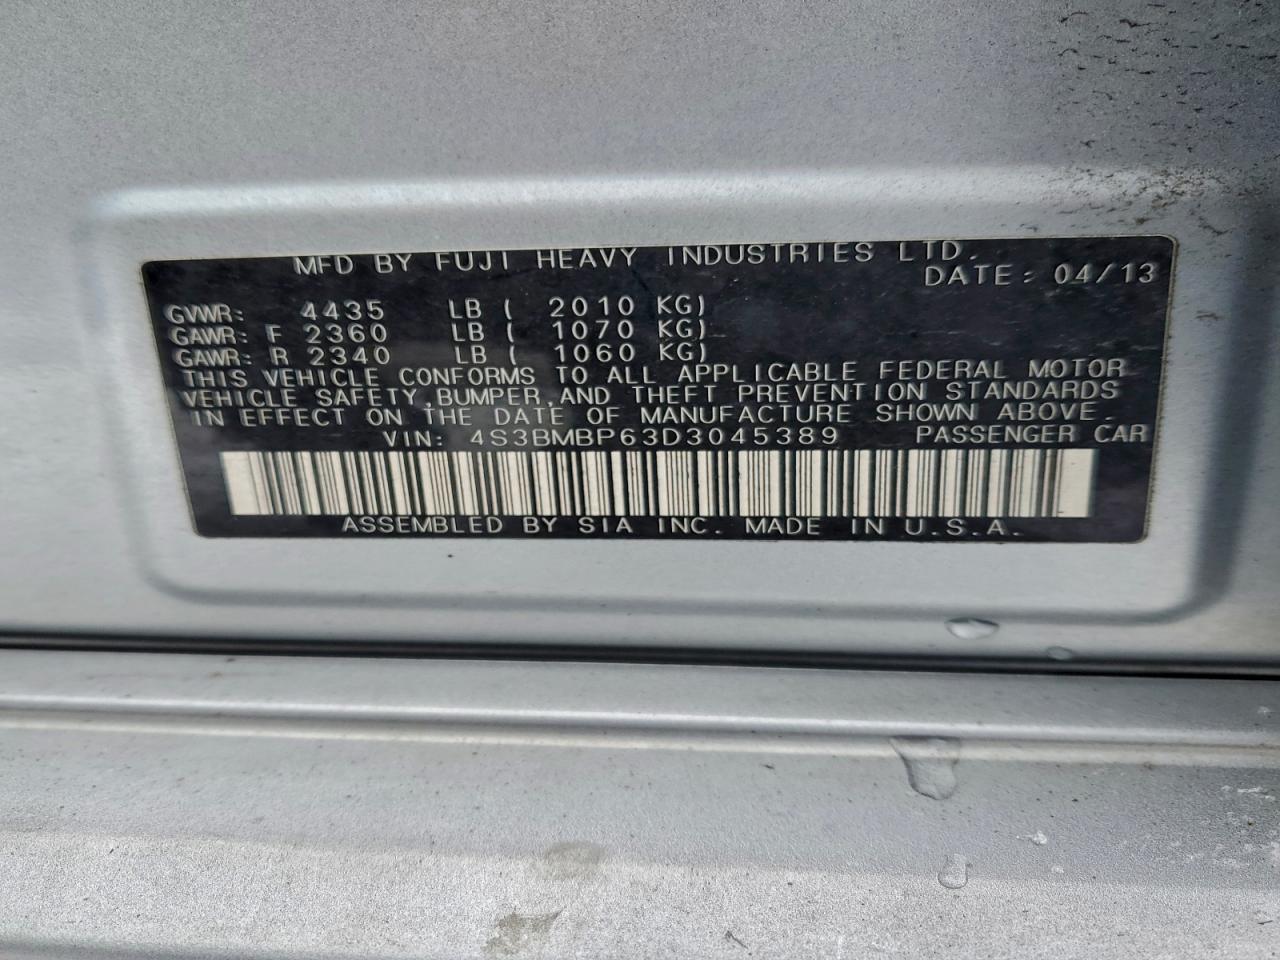 MFD BY FUJI HEAVY INDUSTRIES LTD.
DATE: 04/13
GVWR: 4435 LB ( 2010 KG)
GAWR: F 2360 LB ( 1070 KG)
GAWR: R 2340 LB ( 1060 KG)
THIS VEHICLE CONFORMS TO ALL APPLICABLE FEDERAL MOTOR
VEHICLE SAFETY,BUMPER,AND THEFT PREVENTION STANDARDS
IN EFFECT ON THE DATE OF MANUFACTURE SHOWN ABOVE.
VIN: 4S3BMBP63D3045389 PASSENGER CAR
ASSEMBLED BY SIA INC. MADE IN U.S.A.